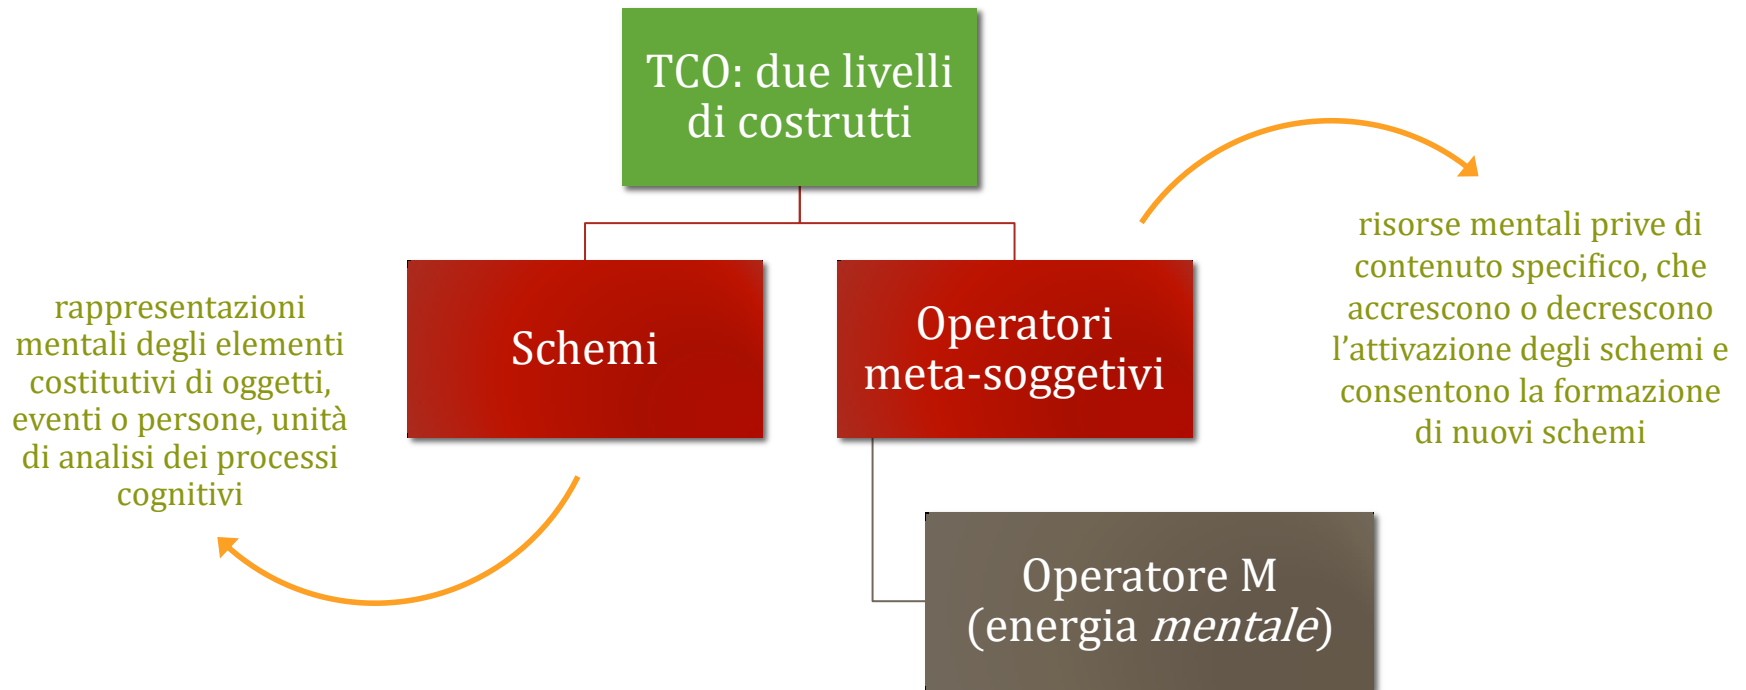 TCO: due livelli
di costrutti
Schemi
Operatori
meta-soggetivi
rappresentazioni
mentali degli elementi
costitutivi di oggetti,
eventi o persone, unità
di analisi dei processi
cognitivi
risorse mentali prive di
contenuto specifico, che
accrescono o decrescono
l’attivazione degli schemi e
consentono la formazione
di nuovi schemi
Operatore M
(energia mentale)